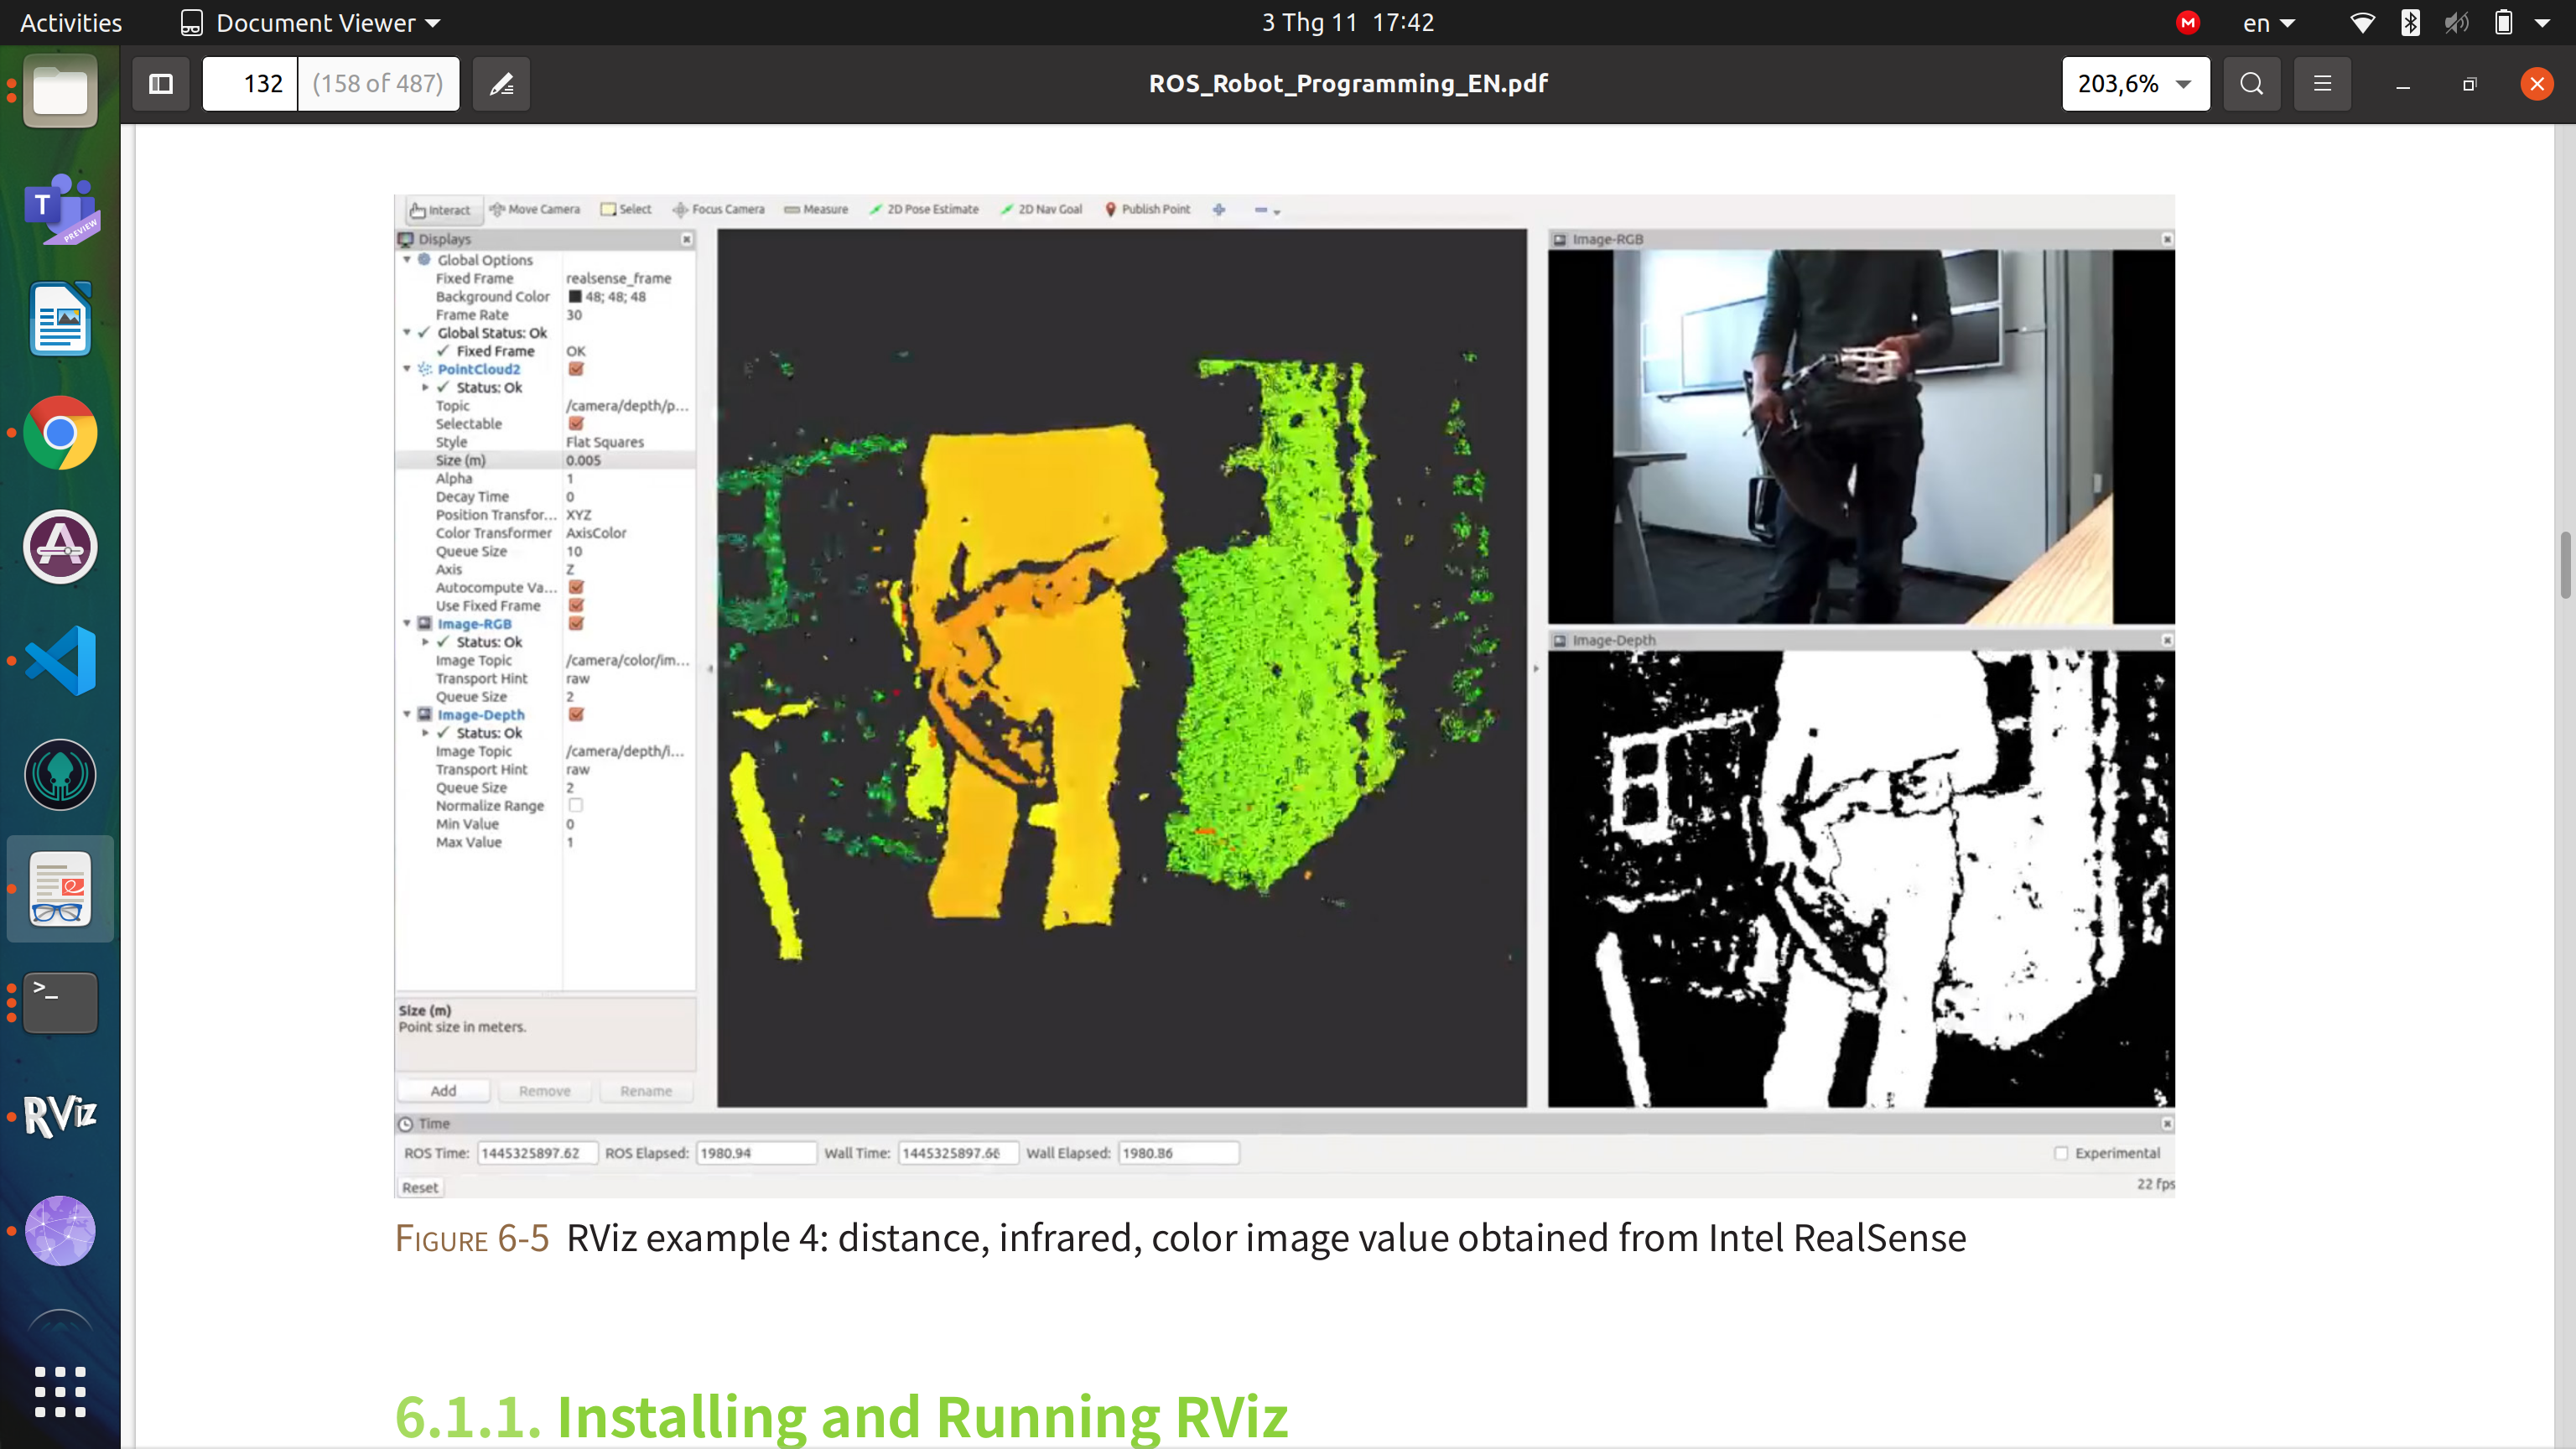 Activities
Document Viewer
3 Thg 11 17:42
M
en
132
(158 of 487)
ROS_Robot_Programming_EN.pdf
203,6%
T
PREVIEW
>_
RViz
Interact
Move Camera
Select
Focus Camera
Measure
2D Pose Estimate
2D Nav Goal
Publish Point
Displays
Global Options
Fixed Frame realsense_frame
Background Color 48; 48; 48
Frame Rate 30
Global Status: Ok
Fixed Frame OK
PointCloud2
Status: Ok
Topic /camera/depth/p...
Selectable
Style Flat Squares
Size (m) 0.005
Alpha 1
Decay Time 0
Position Transfor... XYZ
Color Transformer AxisColor
Queue Size 10
Axis Z
Autocompute Va...
Use Fixed Frame
Image-RGB
Status: Ok
Image Topic /camera/color/im...
Transport Hint raw
Queue Size 2
Image-Depth
Status: Ok
Image Topic /camera/depth/i...
Transport Hint raw
Queue Size 2
Normalize Range
Min Value 0
Max Value 1
Size (m)
Point size in meters.
Add
Remove
Rename
Image-RGB
Image-Depth
Time
ROS Time: 1445325897.62 ROS Elapsed: 1980.94 Wall Time: 1445325897.66 Wall Elapsed: 1980.86 Experimental
Reset
22 fps
FIGURE 6-5 RViz example 4: distance, infrared, color image value obtained from Intel RealSense
6.1.1. Installing and Running RViz